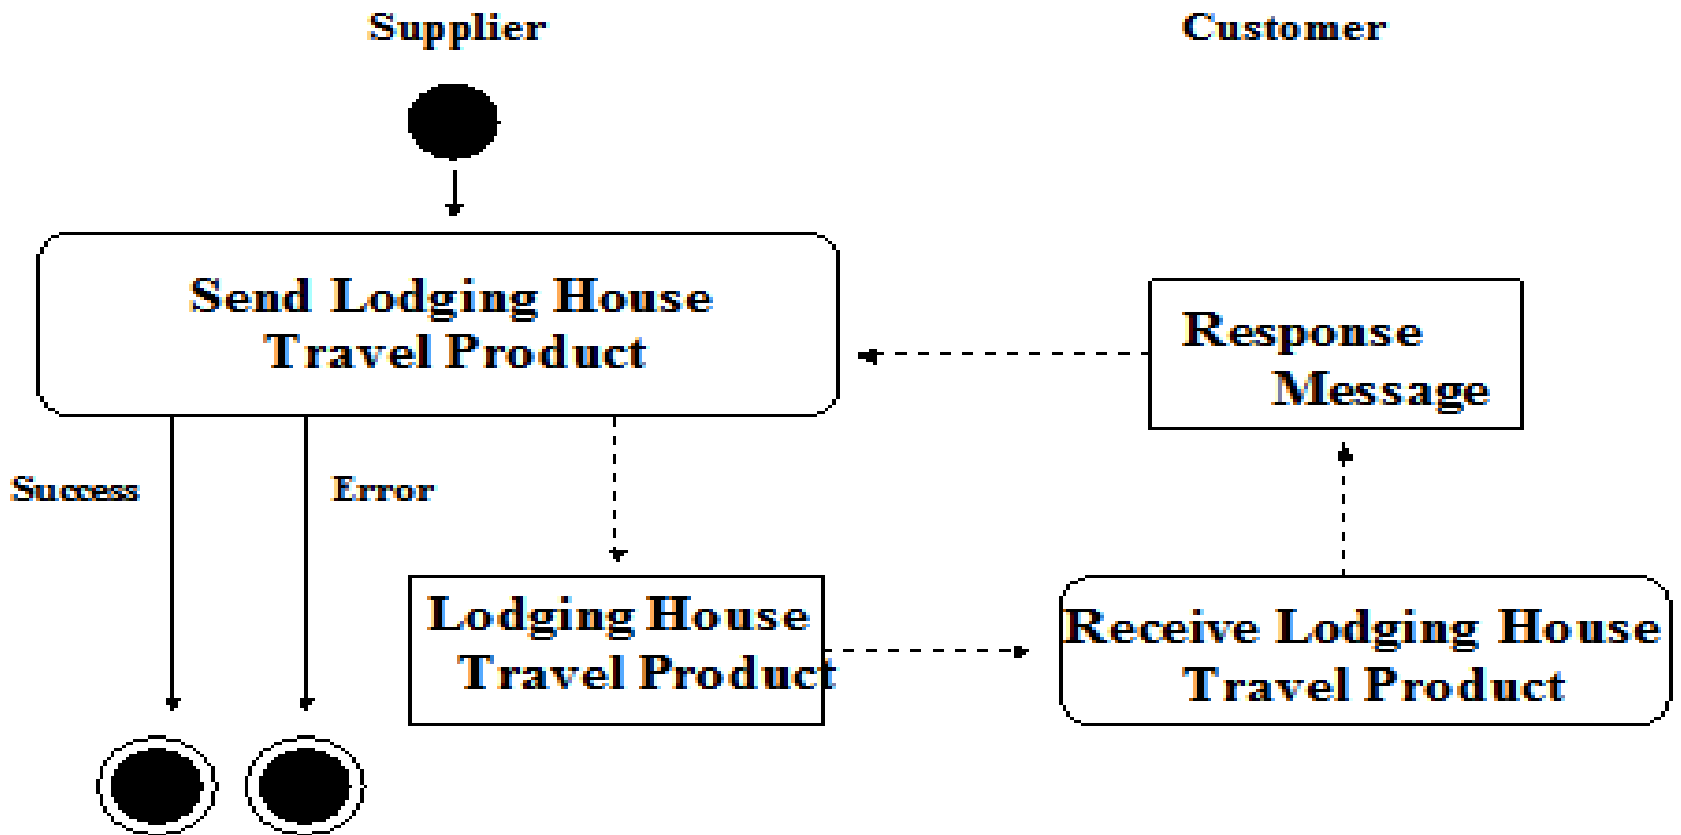 Supplier
Customer
Send Lodging House
Travel Product
Response
Message
Success
Error
Lodging House
Travel Product
Receive Lodging House
Travel Product